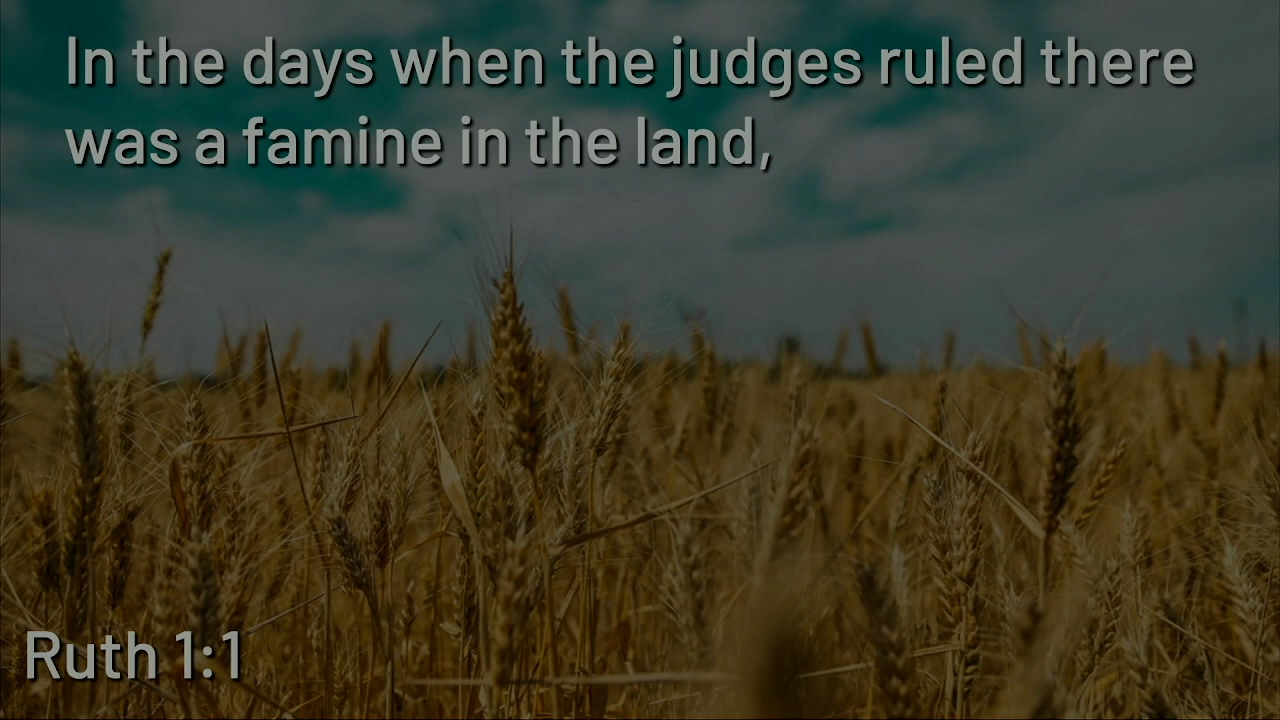 In the days when the judges ruled there
was a famine in the land,
Ruth 1:1